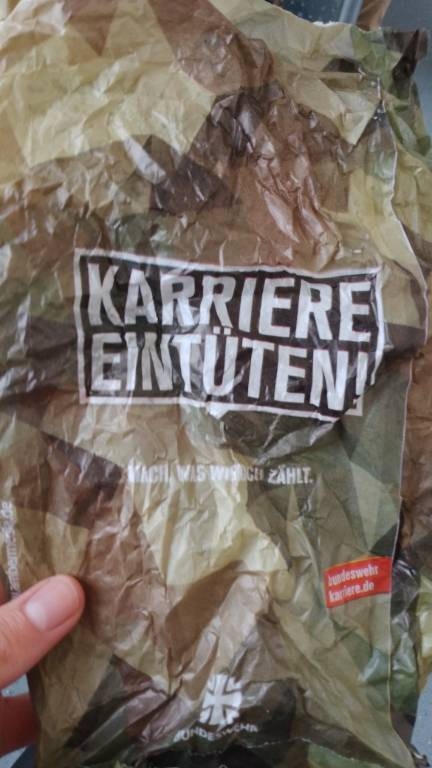 KARRIERE
EINTÜTEN!
MACH, WAS WIRKLICH ZÄHLT.
bundeswehr
karriere.de
BUNDESWEHR